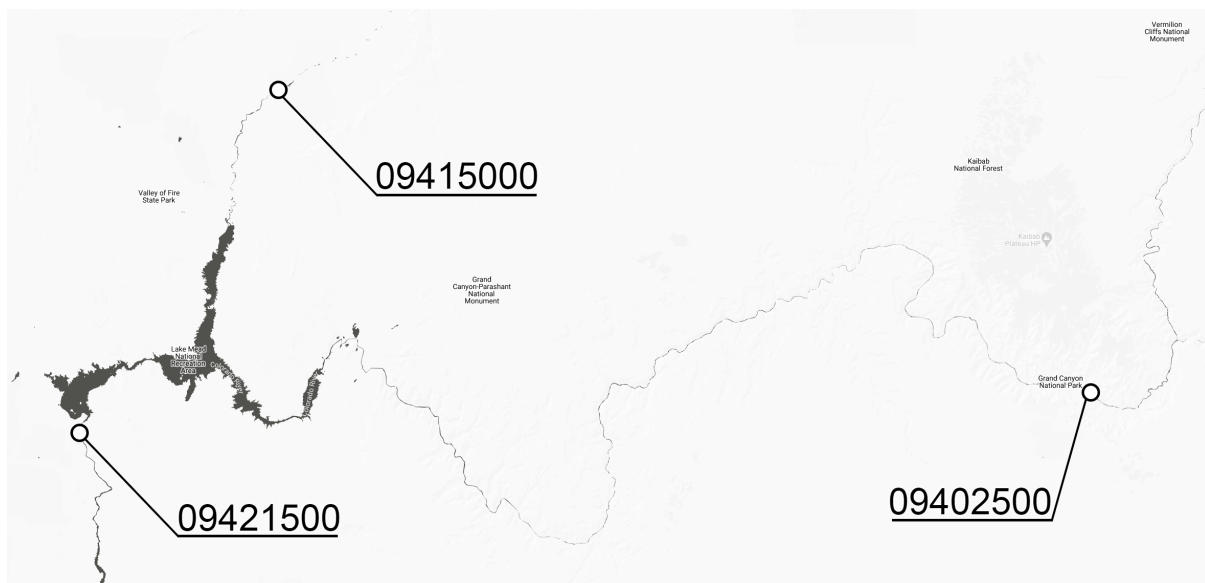 Vermilion
Cliffs National
Monument
09415000
Kaibab
National Forest
Valley of Fire
State Park
Kaibab
Plateau HP
Grand
Canyon-Parashant
National
Monument
Lake Mead
National
Recreation
Area
Grand Canyon
National Park
09421500
09402500